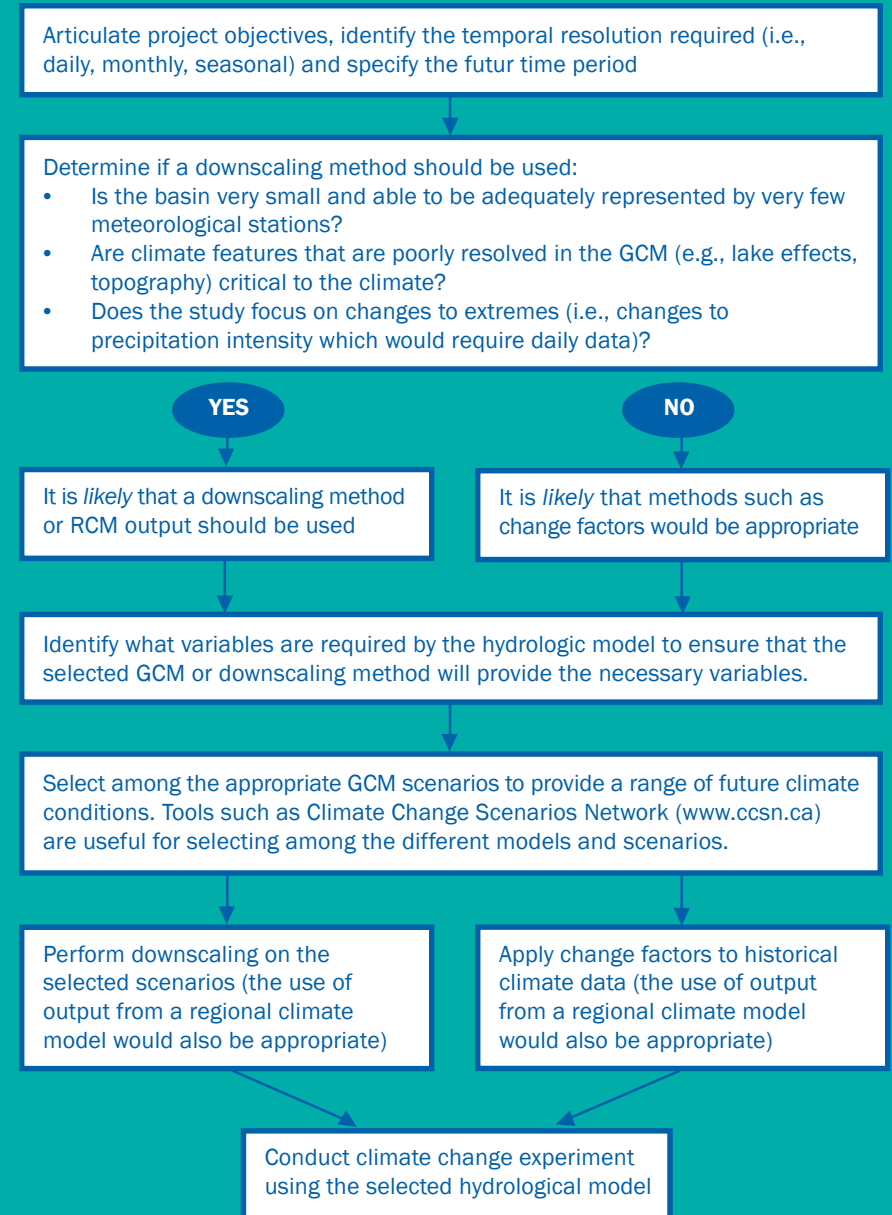 Articulate project objectives, identify the temporal resolution required (i.e.,
daily, monthly, seasonal) and specify the futur time period
Determine if a downscaling method should be used:
• Is the basin very small and able to be adequately represented by very few
meteorological stations?
• Are climate features that are poorly resolved in the GCM (e.g., lake effects,
topography) critical to the climate?
• Does the study focus on changes to extremes (i.e., changes to
precipitation intensity which would require daily data)?
YES
NO
It is likely that a downscaling method
or RCM output should be used
It is likely that methods such as
change factors would be appropriate
Identify what variables are required by the hydrologic model to ensure that the
selected GCM or downscaling method will provide the necessary variables.
Select among the appropriate GCM scenarios to provide a range of future climate
conditions. Tools such as Climate Change Scenarios Network (www.ccsn.ca)
are useful for selecting among the different models and scenarios.
Perform downscaling on the
selected scenarios (the use of
output from a regional climate
model would also be appropriate)
Apply change factors to historical
climate data (the use of output
from a regional climate model
would also be appropriate)
Conduct climate change experiment
using the selected hydrological model